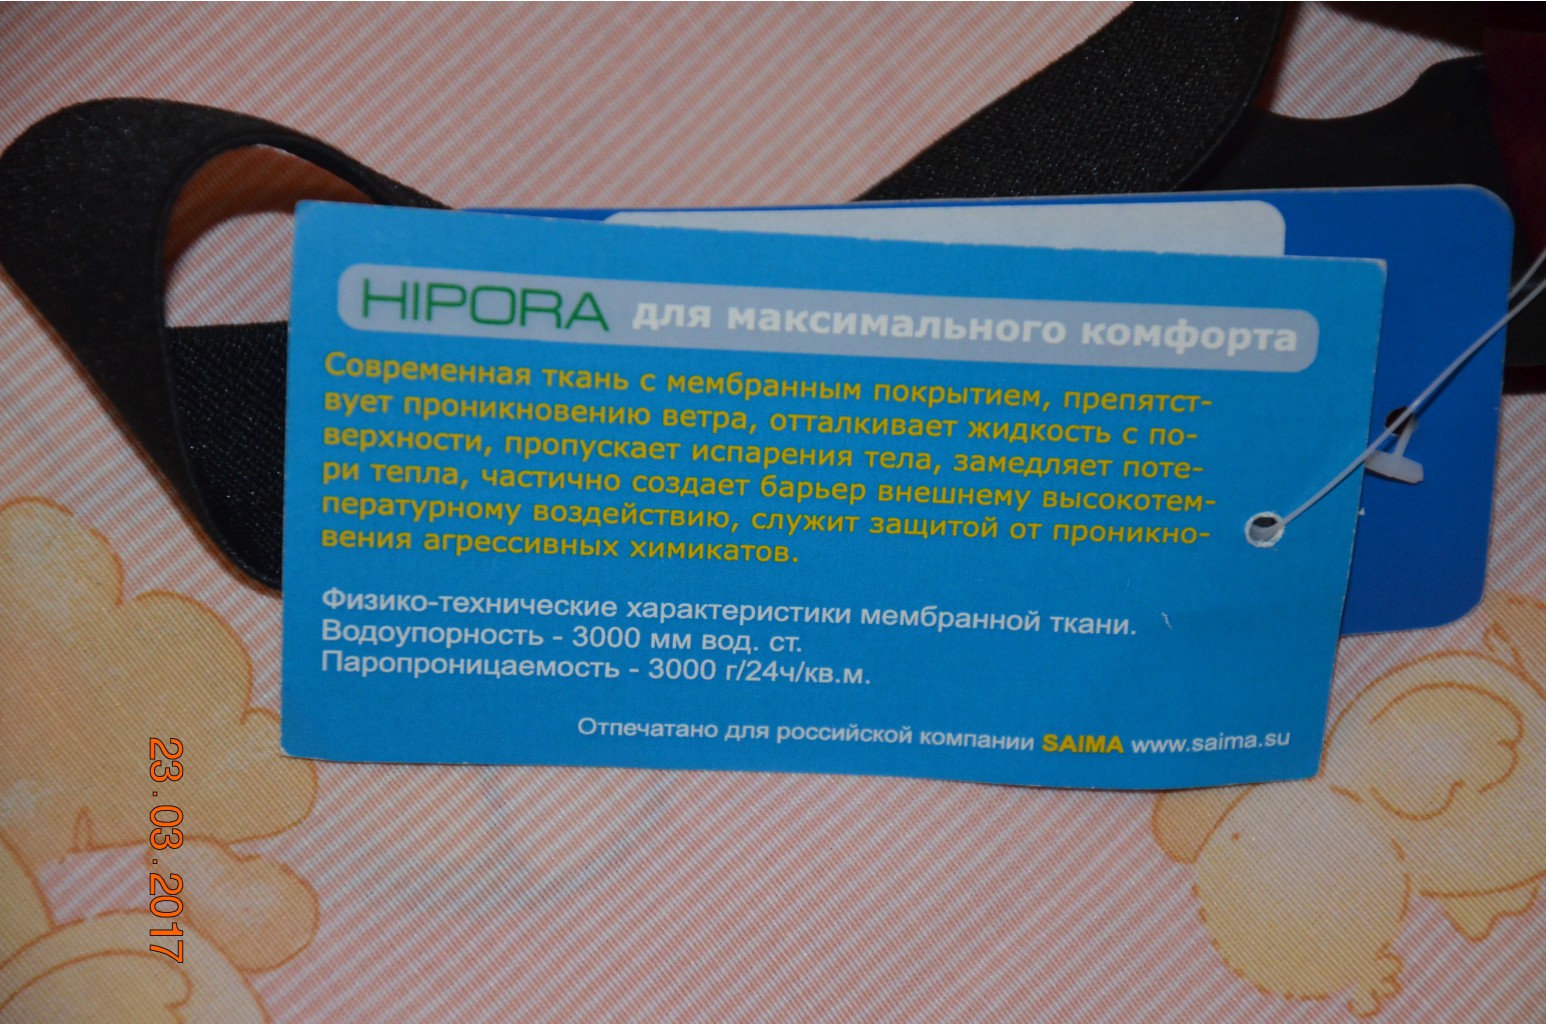 HIPORA для максимального комфорта
Современная ткань с мембранным покрытием, препятст-
вует проникновению ветра, отталкивает жидкость с по-
верхности, пропускает испарения тела, замедляет поте-
ри тепла, частично создает барьер внешнему высокотем-
пературному воздействию, служит защитой от проникно-
вения агрессивных химикатов.
Физико-технические характеристики мембранной ткани.
Водоупорность - 3000 мм вод. ст.
Паропроницаемость - 3000 г/24ч/кв.м.
Отпечатано для российской компании SAIMA www.saima.su
23.03.2017